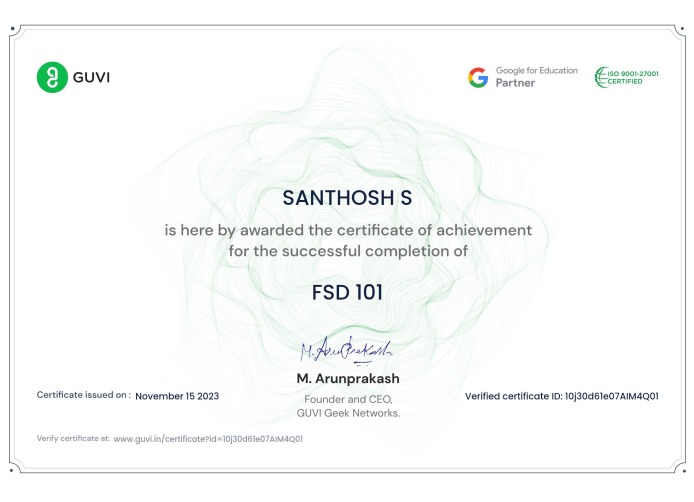 GUVI
Google for Education
Partner
ISO 9001-27001
CERTIFIED
SANTHOSH S
is here by awarded the certificate of achievement
for the successful completion of
FSD 101
M. Arunprakash
M. Arunprakash
Founder and CEO,
GUVI Geek Networks.
Certificate issued on : November 15 2023
Verified certificate ID: 10j30d61e07AIM4Q01
Verify certificate at: www.guvi.in/certificate?id=10j30d61e07AIM4Q01